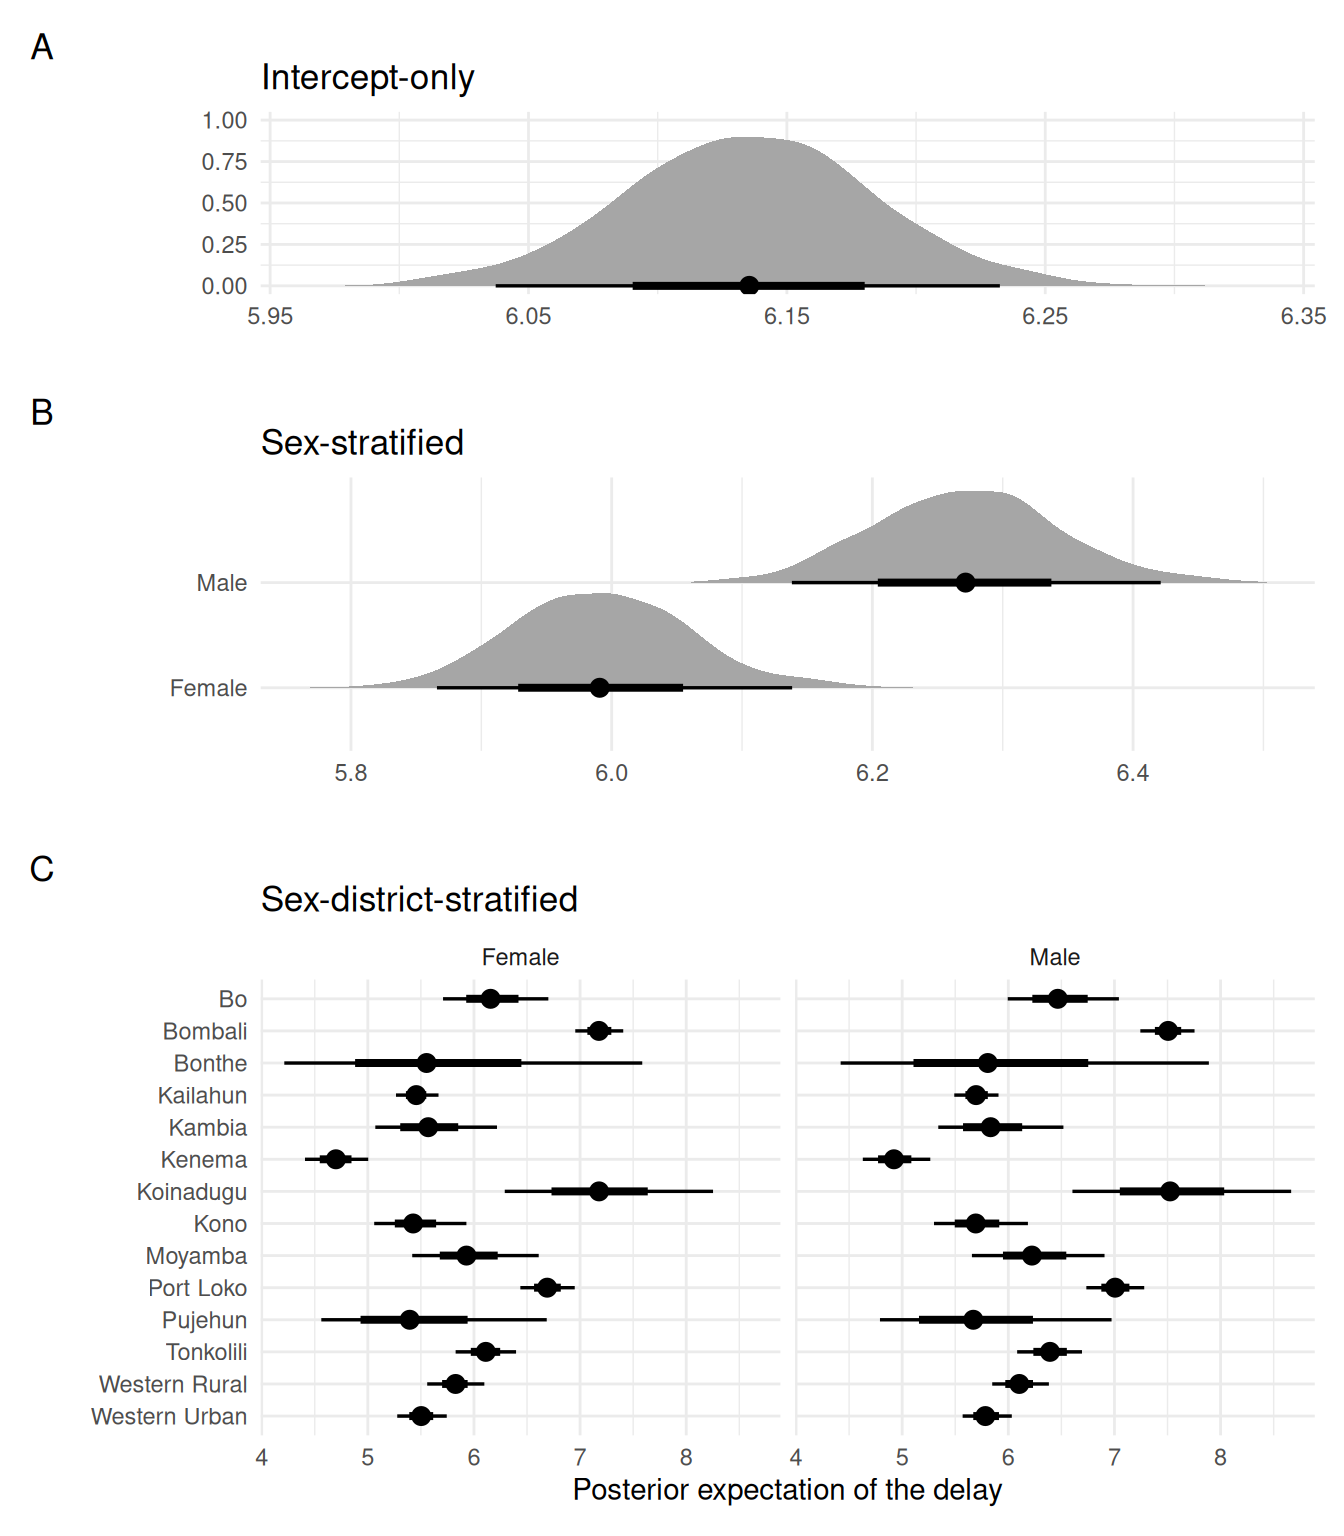 A
Intercept-only
1.00
0.75
0.50
0.25
0.00
5.95 6.05 6.15 6.25 6.35
B
Sex-stratified
Male
Female
5.8 6.0 6.2 6.4
C
Sex-district-stratified
Female Male
Bo
Bombali
Bonthe
Kailahun
Kambia
Kenema
Koinadugu
Kono
Moyamba
Port Loko
Pujehun
Tonkolili
Western Rural
Western Urban
4 5 6 7 8 4 5 6 7 8
Posterior expectation of the delay